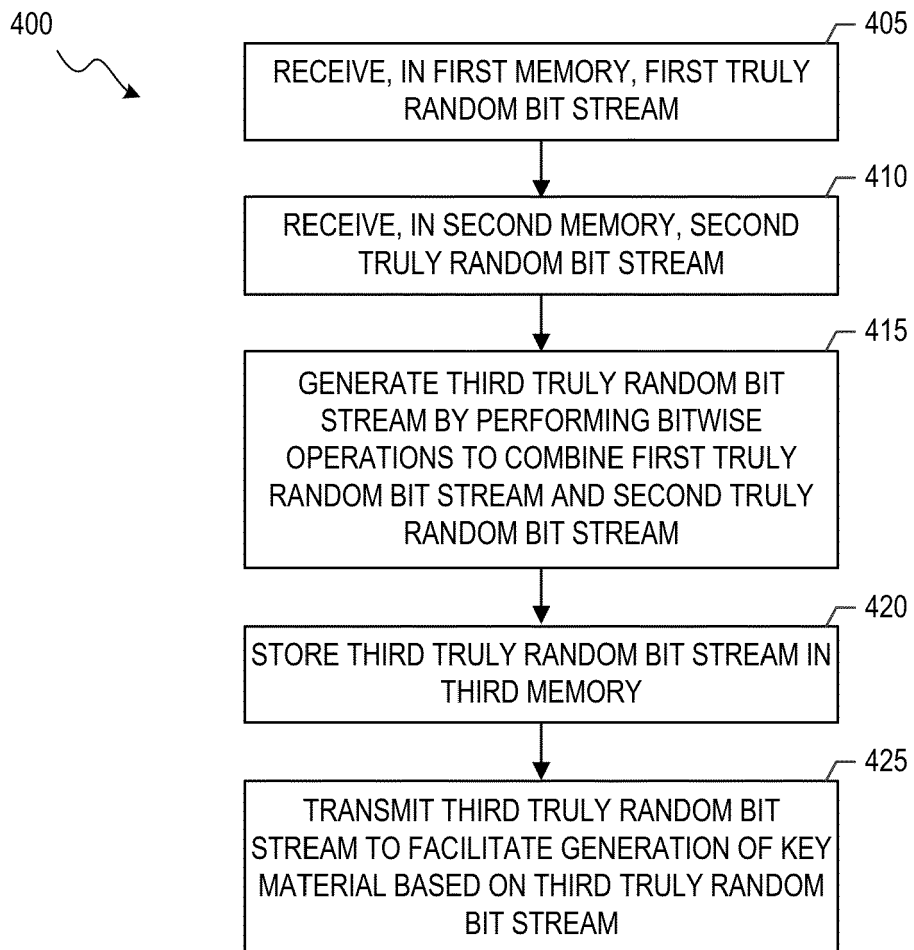 400
405
RECEIVE, IN FIRST MEMORY, FIRST TRULY
RANDOM BIT STREAM
410
RECEIVE, IN SECOND MEMORY, SECOND
TRULY RANDOM BIT STREAM
415
GENERATE THIRD TRULY RANDOM BIT
STREAM BY PERFORMING BITWISE
OPERATIONS TO COMBINE FIRST TRULY
RANDOM BIT STREAM AND SECOND TRULY
RANDOM BIT STREAM
420
STORE THIRD TRULY RANDOM BIT STREAM IN
THIRD MEMORY
425
TRANSMIT THIRD TRULY RANDOM BIT
STREAM TO FACILITATE GENERATION OF KEY
MATERIAL BASED ON THIRD TRULY RANDOM
BIT STREAM